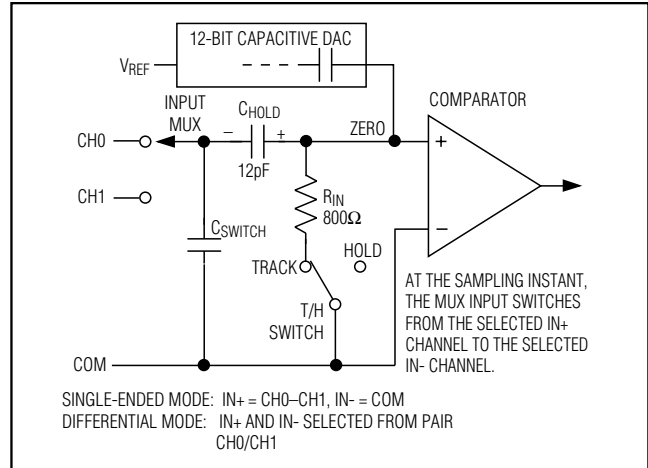 12-BIT CAPACITIVE DAC
VREF
COMPARATOR
INPUT
MUX
CHOLD
ZERO
CH0
− +
+
12pF
CH1
RIN
800Ω
−
CSWITCH
HOLD
TRACK
T/H
SWITCH
AT THE SAMPLING INSTANT,
THE MUX INPUT SWITCHES
FROM THE SELECTED IN+
CHANNEL TO THE SELECTED
IN- CHANNEL.
COM
SINGLE-ENDED MODE: IN+ = CH0–CH1, IN- = COM
DIFFERENTIAL MODE: IN+ AND IN- SELECTED FROM PAIR
CH0/CH1